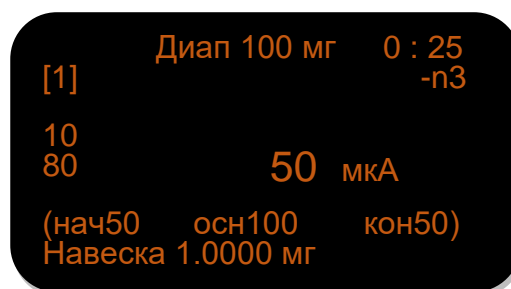 Диап 100 мг 0 : 25
[1] -n3
10
80 50 мкА
(нач50 осн100 кон50)
Навеска 1.0000 мг